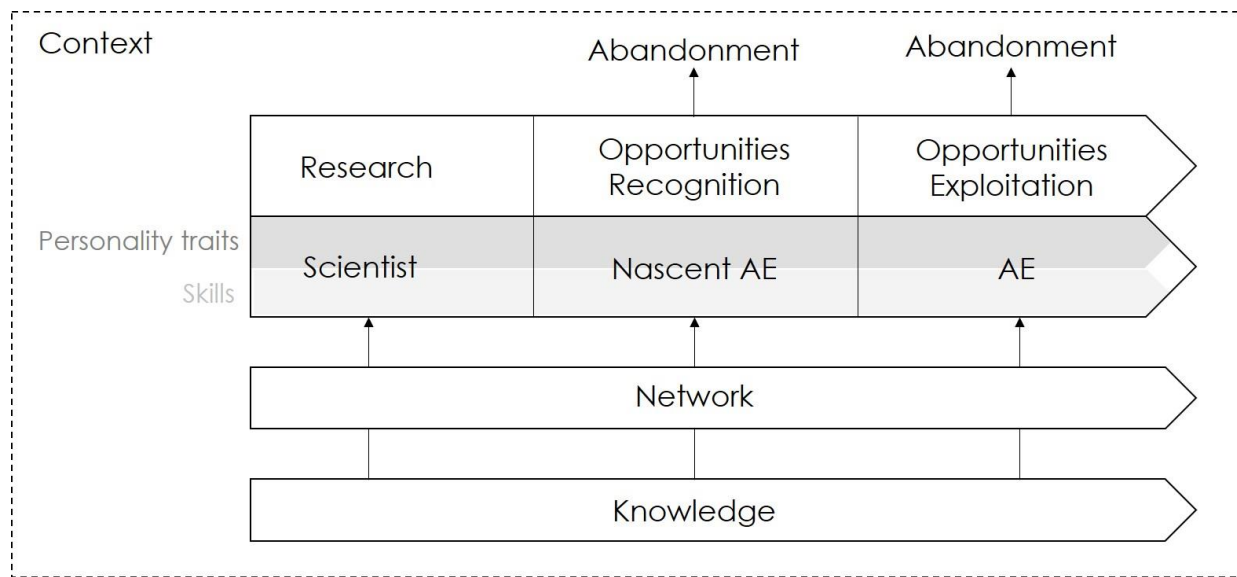 Context
Abandonment
Abandonment
Research
Opportunities
Recognition
Opportunities
Exploitation
Personality traits
Skills
Scientist
Nascent AE
AE
Network
Knowledge